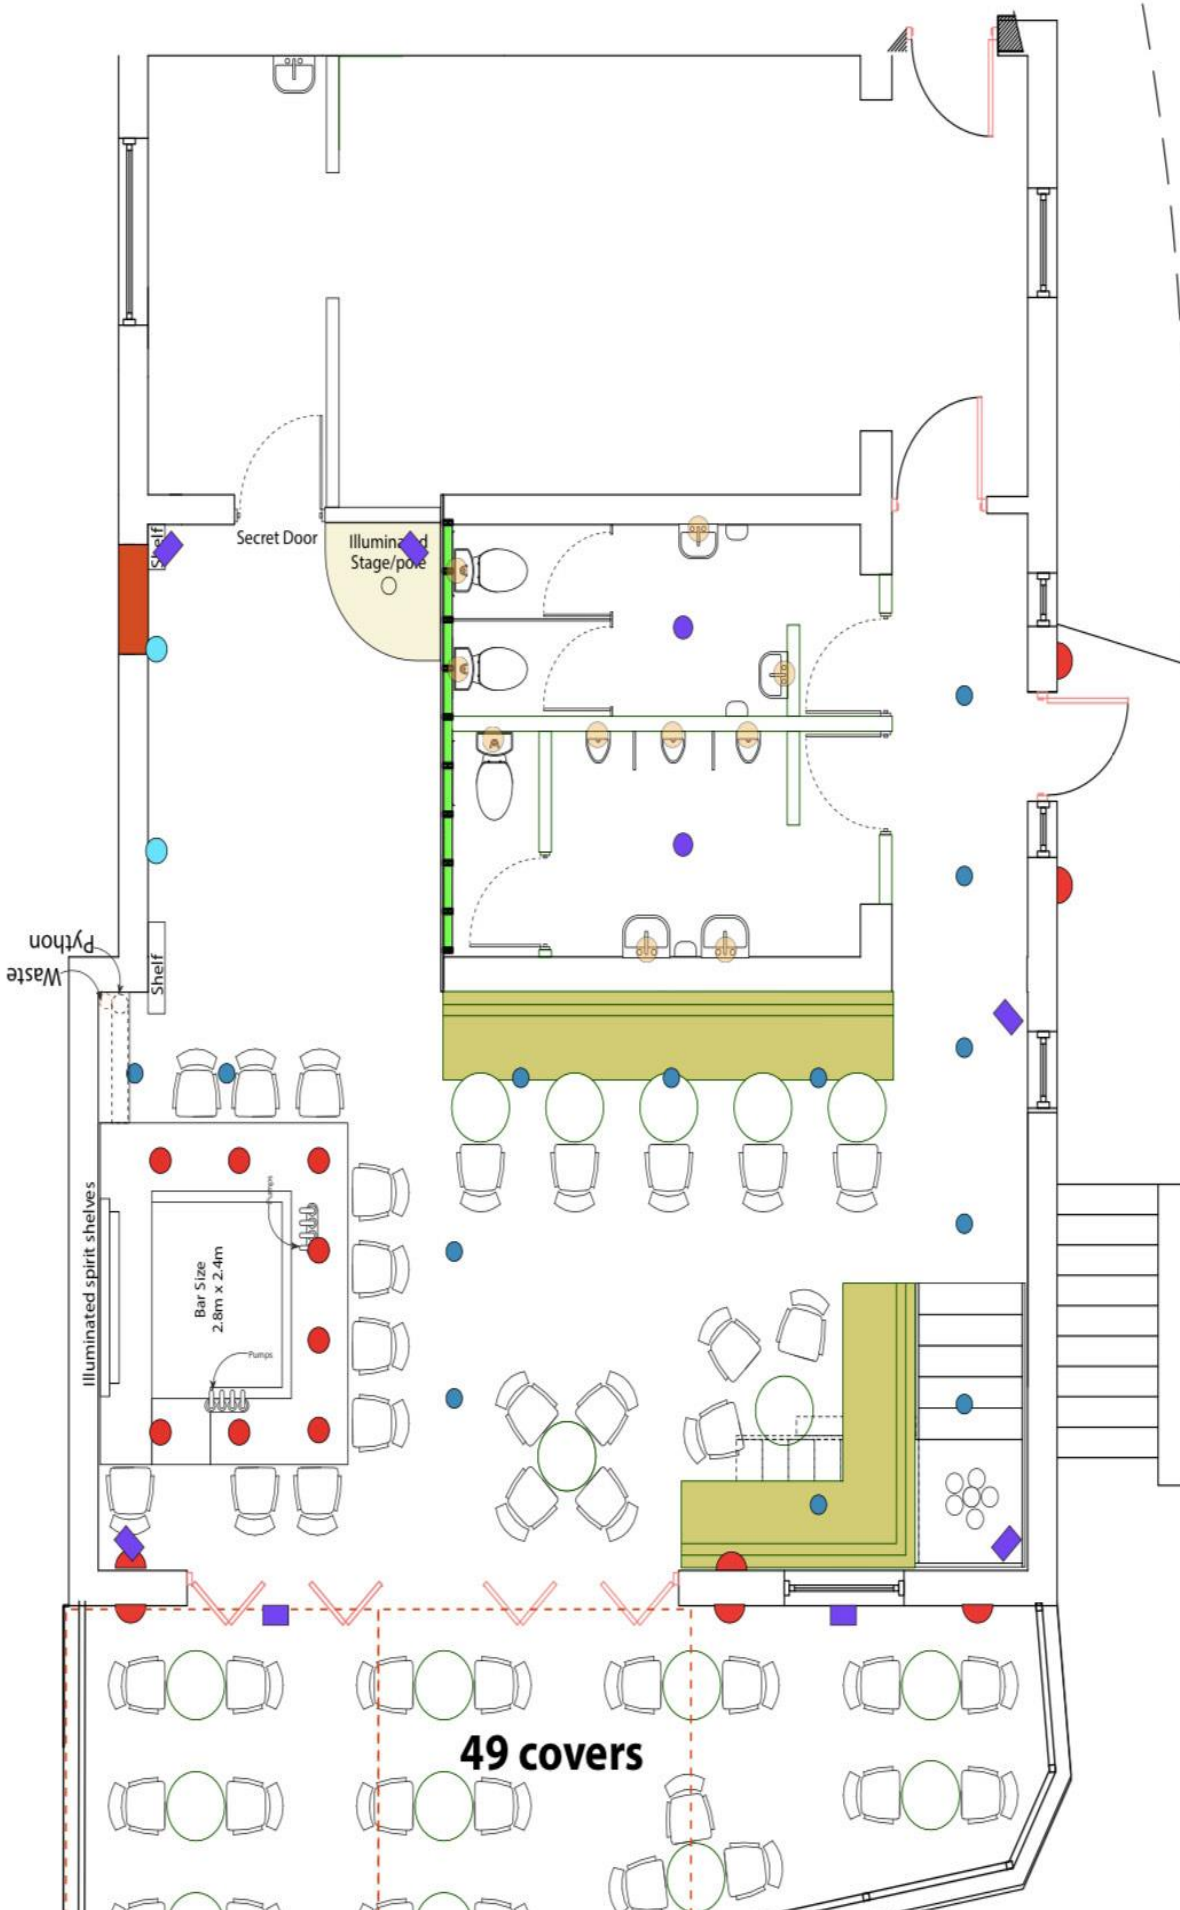 Secret Door
Shelf
Illuminated
Stage/pole
Python
Waste
Shelf
Illuminated spirit shelves
Pumps
Bar Size
2.8m x 2.4m
Pumps
49 covers